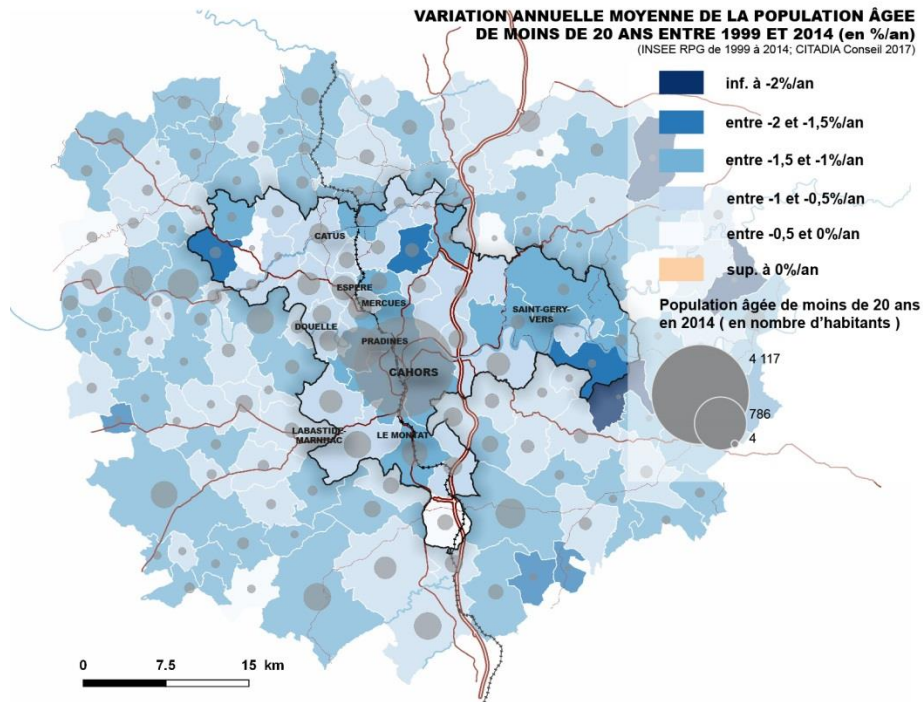 VARIATION ANNUELLE MOYENNE DE LA POPULATION ÂGEE
DE MOINS DE 20 ANS ENTRE 1999 ET 2014 (en %/an)
(INSEE RPG de 1999 à 2014; CITADIA Conseil 2017)
inf. à -2%/an
entre -2 et -1,5%/an
entre -1,5 et -1%/an
entre -1 et -0,5%/an
entre -0,5 et 0%/an
sup. à 0%/an
Population âgée de moins de 20 ans
en 2014 ( en nombre d'habitants )
4 117
786
4
CATUS
ESPERE
MERCUES
SAINT-GERY-
VERS
DOUELLE
PRADINES
CAHORS
LABASTIDE-
MARNHAC
LE MONTAT
0 7.5 15 km